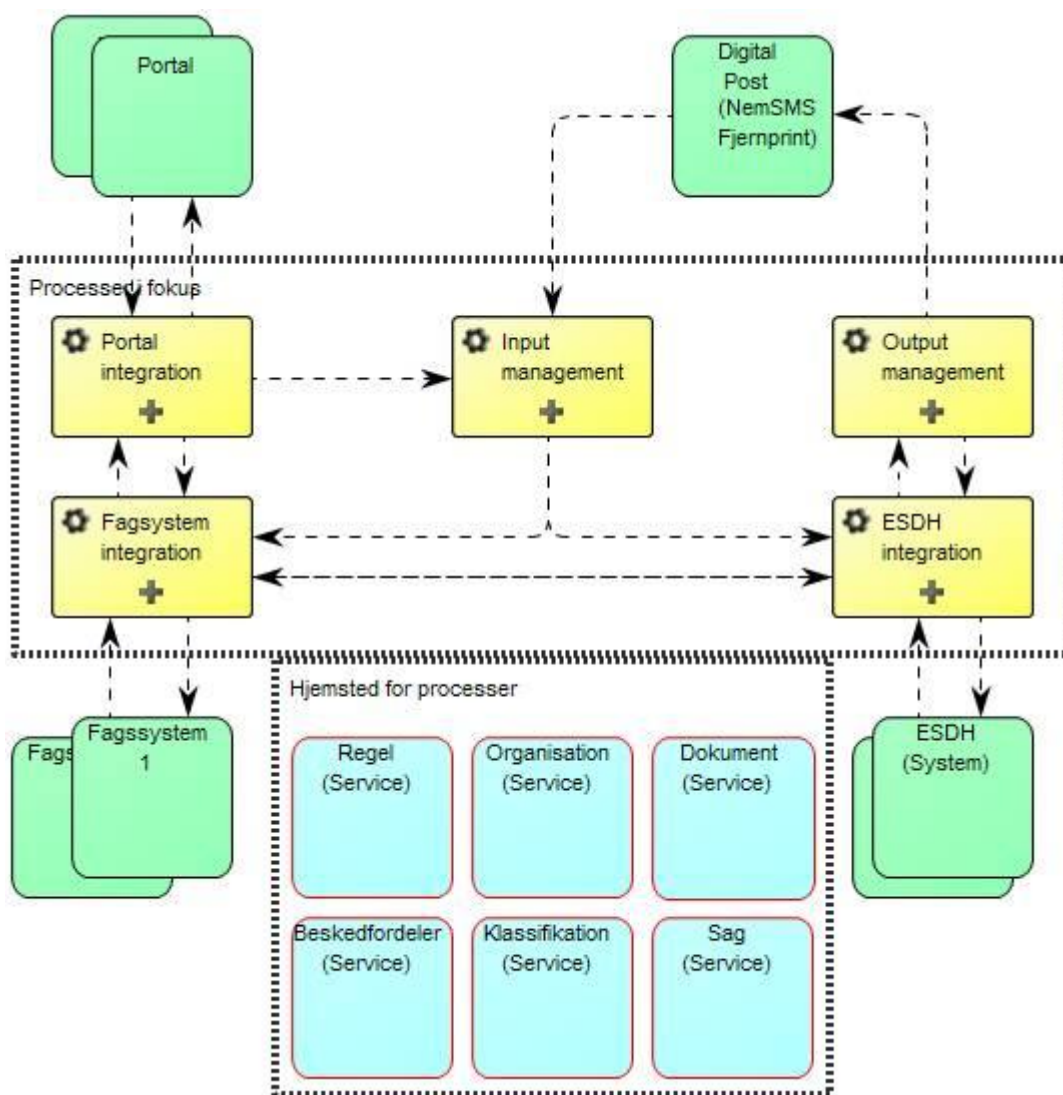 Portal
Digital
Post
(NemSMS
Fjernprint)
Processer i fokus
Portal
integration
Input
management
Output
management
Fagsystem
integration
ESDH
integration
Hjemsted for processer
Fags
Fagssystem
1
ESDH
(System)
Regel
(Service)
Organisation
(Service)
Dokument
(Service)
Beskedfordeler
(Service)
Klassifikation
(Service)
Sag
(Service)